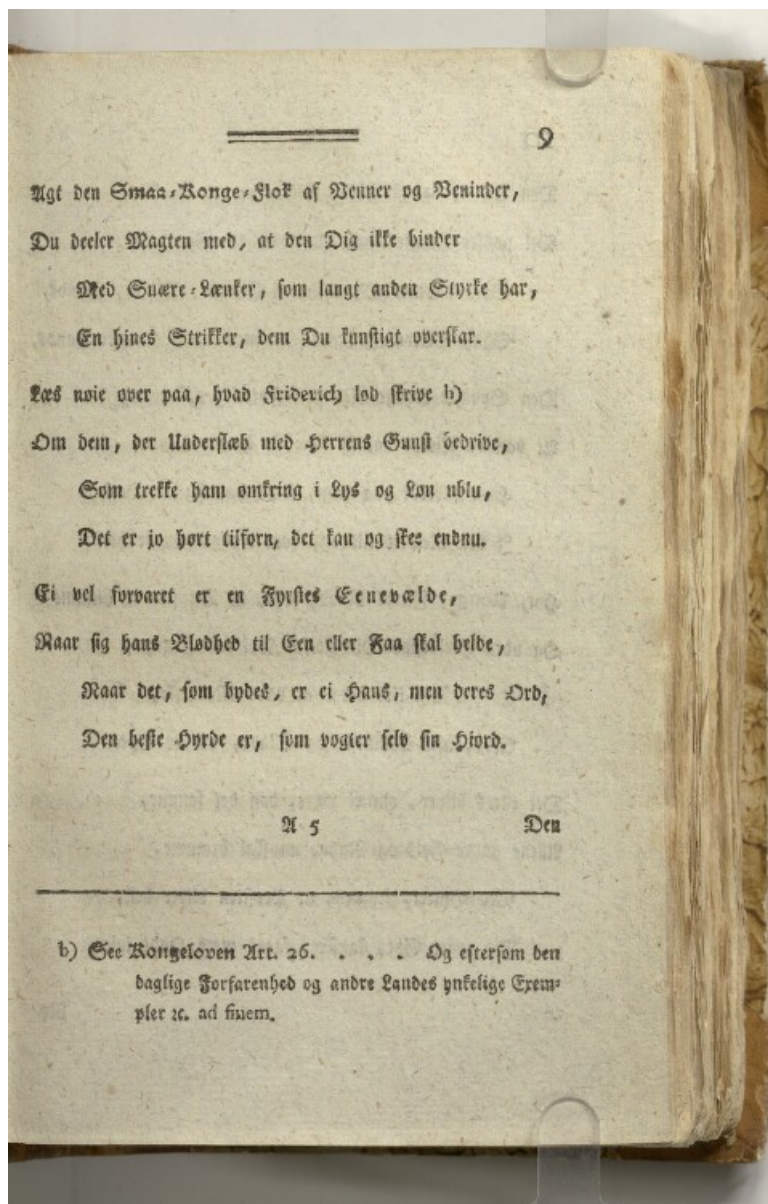 9
Agt den Smaa-Konge-Flok af Venner og Veninder,
Du deeler Magten med, at den Dig ikke binder
Med Snære-Lænker, som langt anden Styrke har,
En hines Strikker, dem Du kunstigt overskar.
Læs nøie over paa, hvad Friderich lod skrive b)
Om dem, der Underslæb med Herrens Gunst bedrive,
Som trekke ham omkring i Lys og Løn ublu,
Det er jo hørt tilforn, det kan og skee endnu.
Ei vel forvaret er en Fyrstes Eenevælde,
Naar sig hans Blødhed til Een eller Faa skal helde,
Naar det, som bydes, er ei Hans, men deres Ord,
Den beste Hyrde er, som vogter selv sin Hiord.
A 5 Den
b) See Kongeloven Art. 26. . . . Og eftersom den
daglige Forfarenhed og andre Landes ynkelige Exem-
pler ꝛc. ad finem.